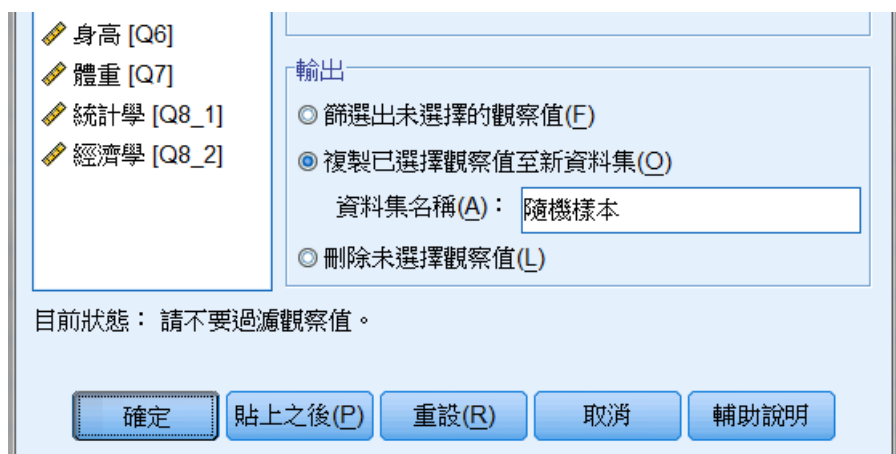 身高 [Q6]
體重 [Q7]
統計學 [Q8_1]
經濟學 [Q8_2]
輸出
篩選出未選擇的觀察值(F)
複製已選擇觀察值至新資料集(O)
資料集名稱(A)： 隨機樣本
刪除未選擇觀察值(L)
目前狀態： 請不要過濾觀察值。
確定 貼上之後(P) 重設(R) 取消 輔助說明